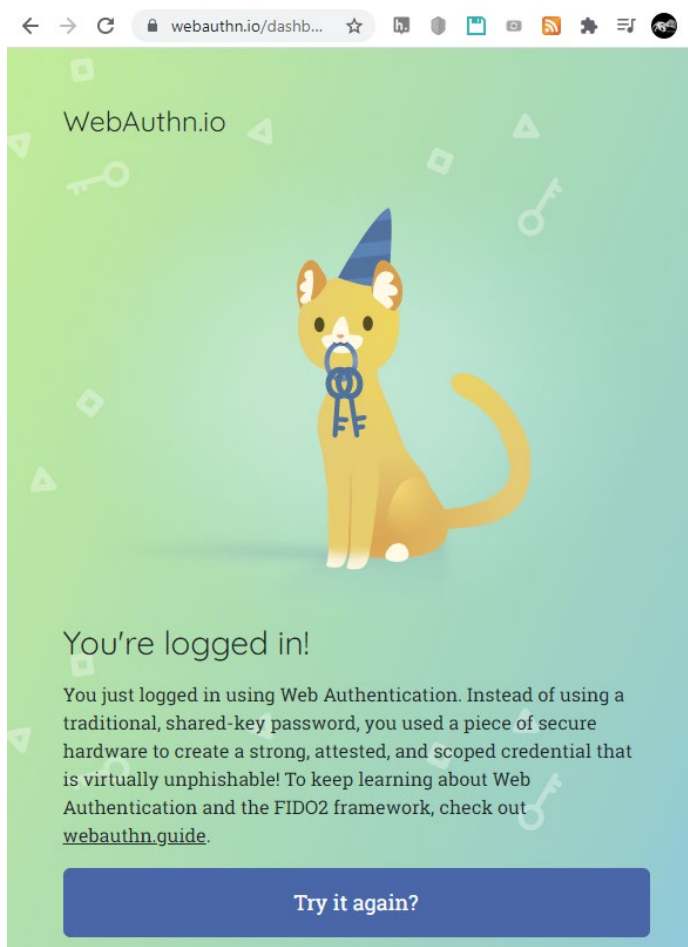 webauthn.io/dashb...
h.
WebAuthn.io
You're logged in!
You just logged in using Web Authentication. Instead of using a
traditional, shared-key password, you used a piece of secure
hardware to create a strong, attested, and scoped credential that
is virtually unphishable! To keep learning about Web
Authentication and the FIDO2 framework, check out
webauthn.guide.
Try it again?